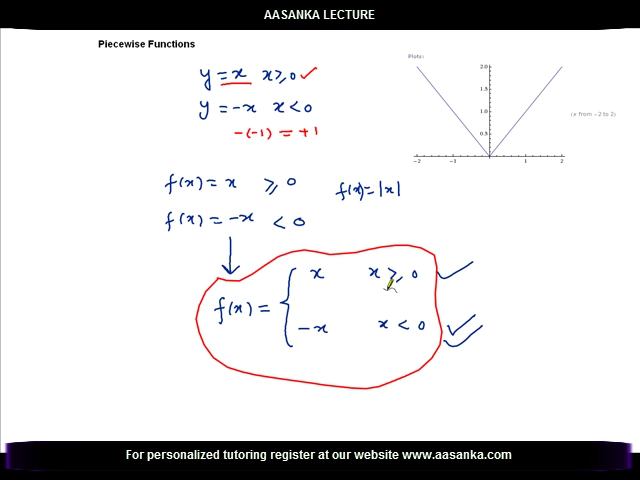 AASANKA LECTURE
Piecewise Functions
y = x x ≥ 0 ✓
y = -x x < 0
-(-1) = +1
Plots:
2.0
1.5
1.0
0.5
-2 -1 1 2
(x from -2 to 2)
f(x) = x ≥ 0
f(x) = |x|
f(x) = -x < 0
f(x) = { x x ≥ 0 ✓
-x x < 0 ✓
For personalized tutoring register at our website www.aasanka.com